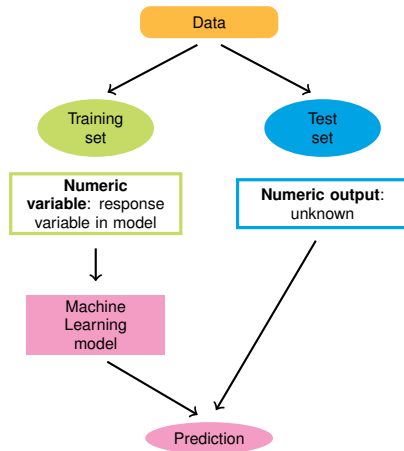 Data
Training
set
Test
set
Numeric
variable: response
variable in model
Numeric output:
unknown
Machine
Learning
model
Prediction